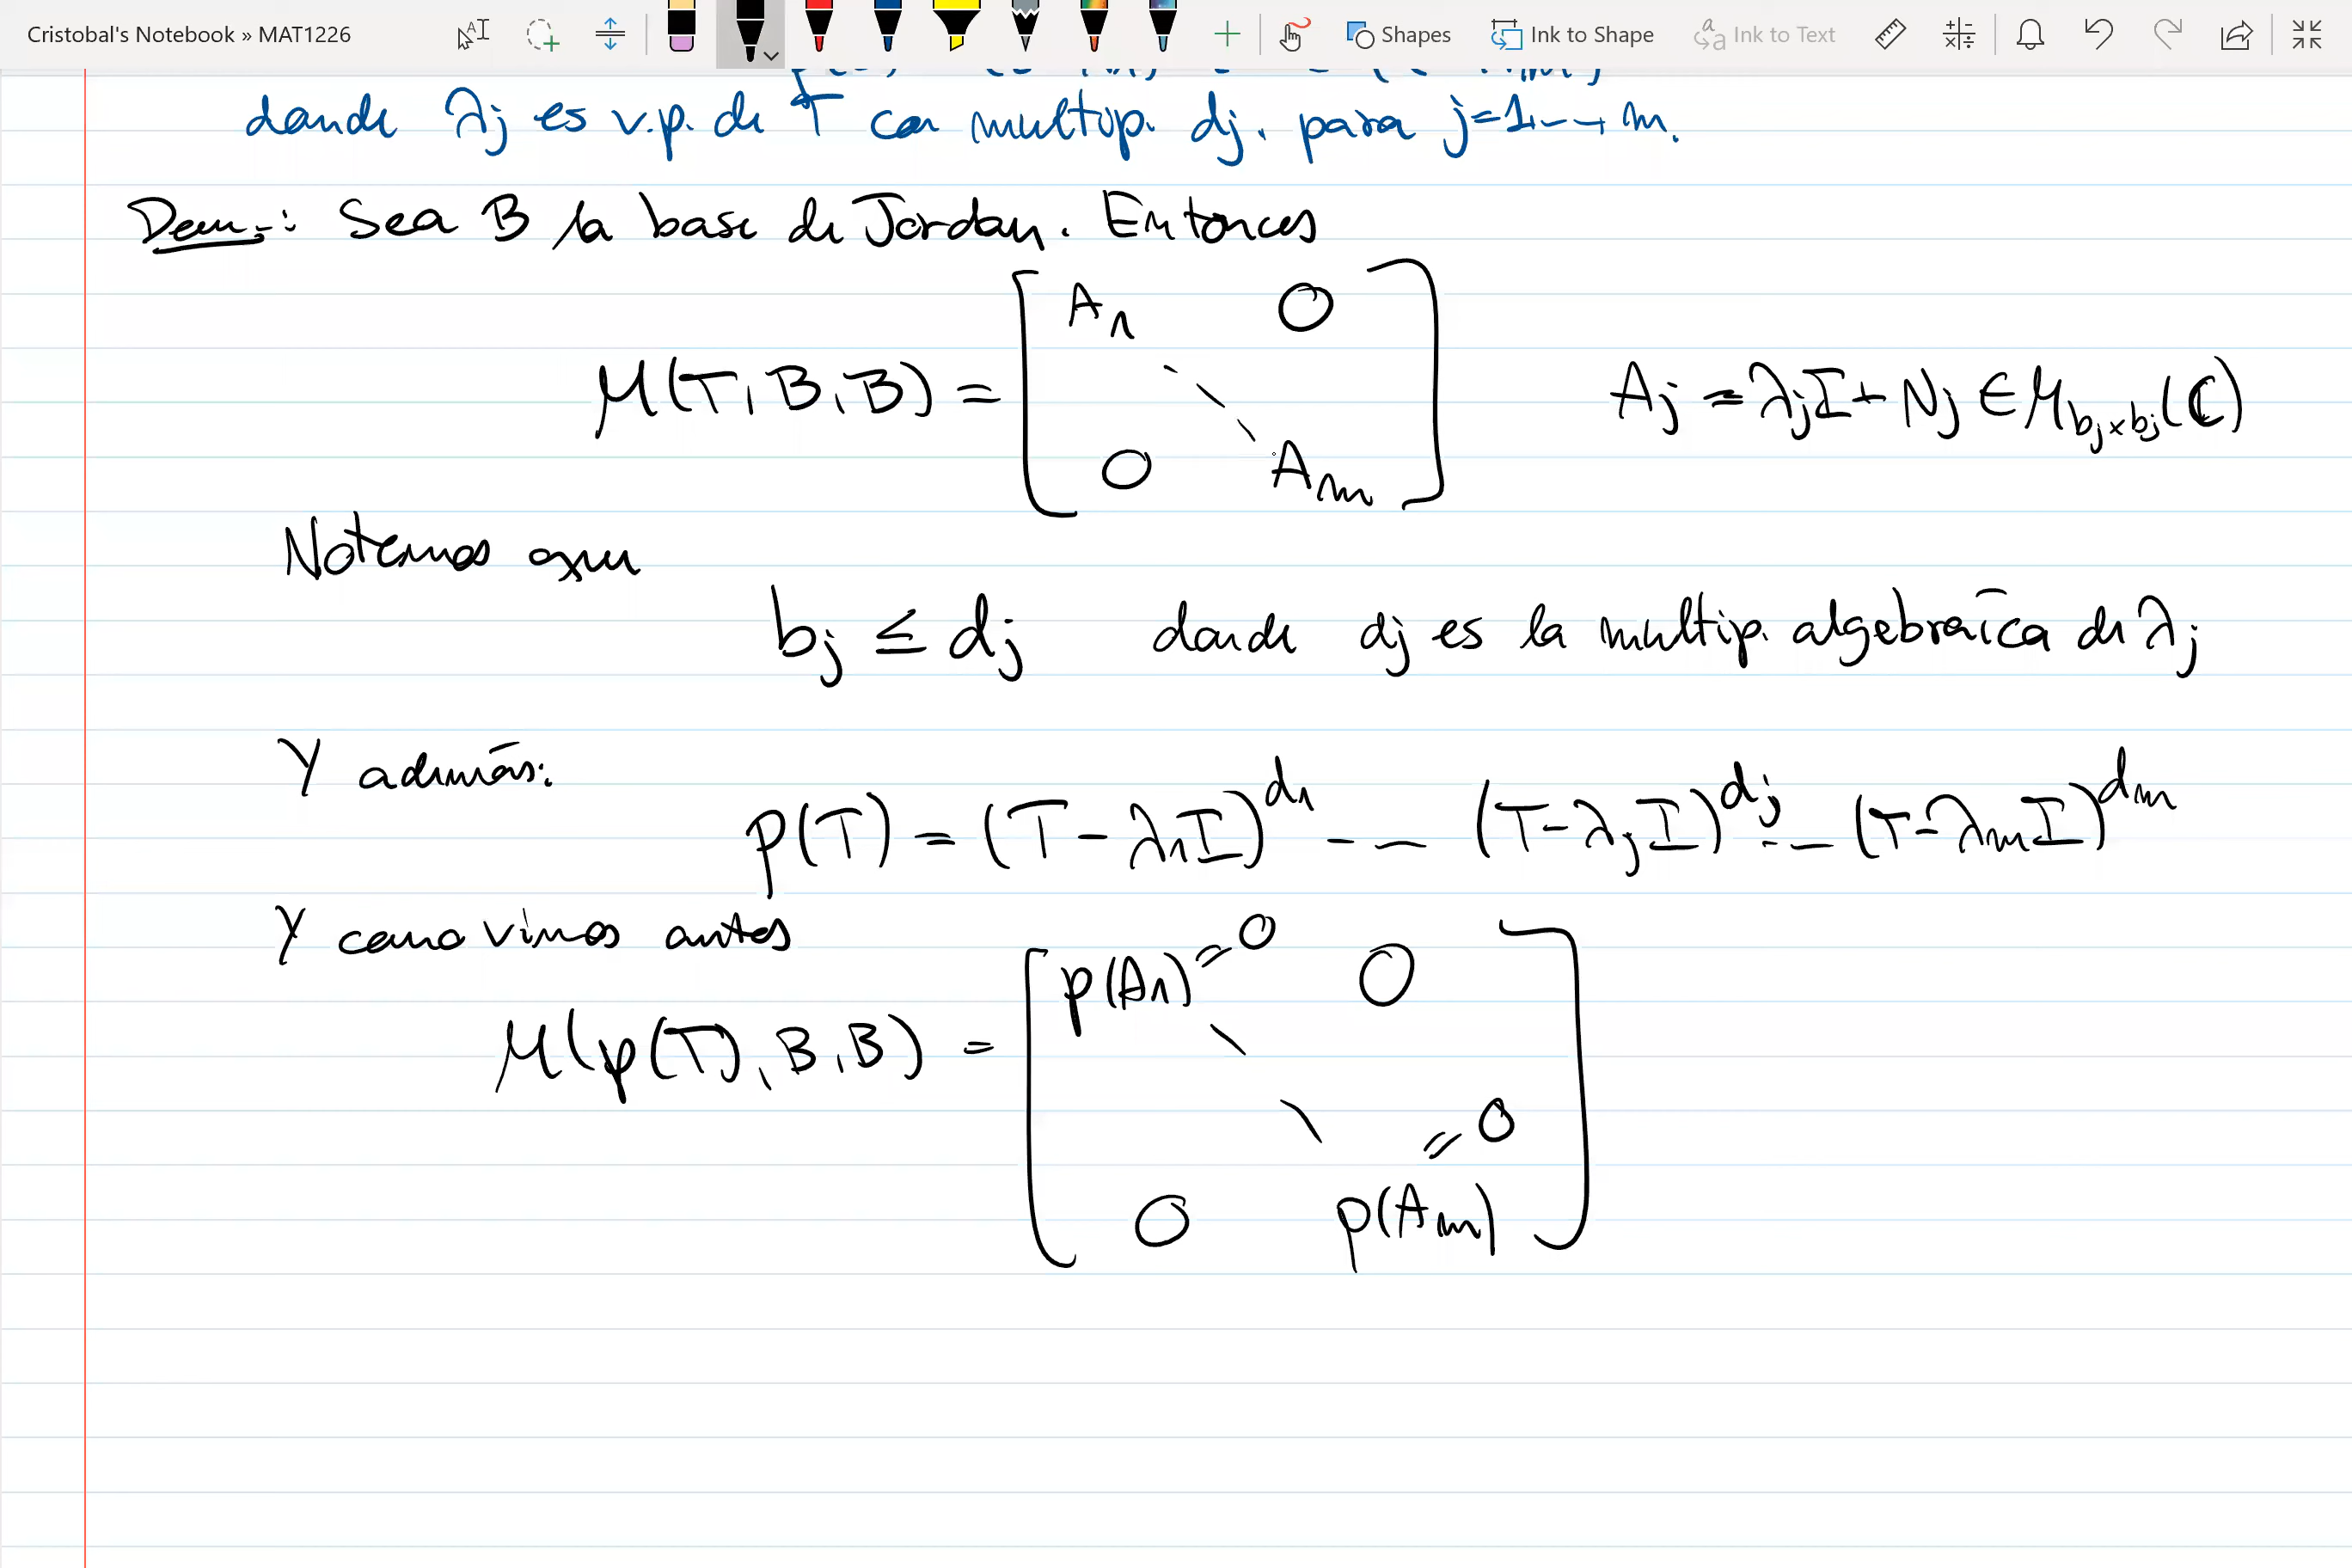 Cristobal's Notebook » MAT1226
Shapes
Ink to Shape
Ink to Text
donde λj es v.p. de T con multip. dj. para j=1,--, m.
Dem-: Sea B la base de Jordan. Entonces
M(T, B, B) = [ A1 0 \ 0 Am ] Aj = λjI + Nj ∈ M bj×bj (ℂ)
Notemos que
bj ≤ dj donde dj es la multip. algebraica de λj
Y además:
p(T) = (T - λ1I)^d1 -- (T-λjI)^dj -- (T-λmI)^dm
Y como vimos antes
M(p(T), B, B) = [ p(A1)=0 0 \ 0 p(Am)=0 ]